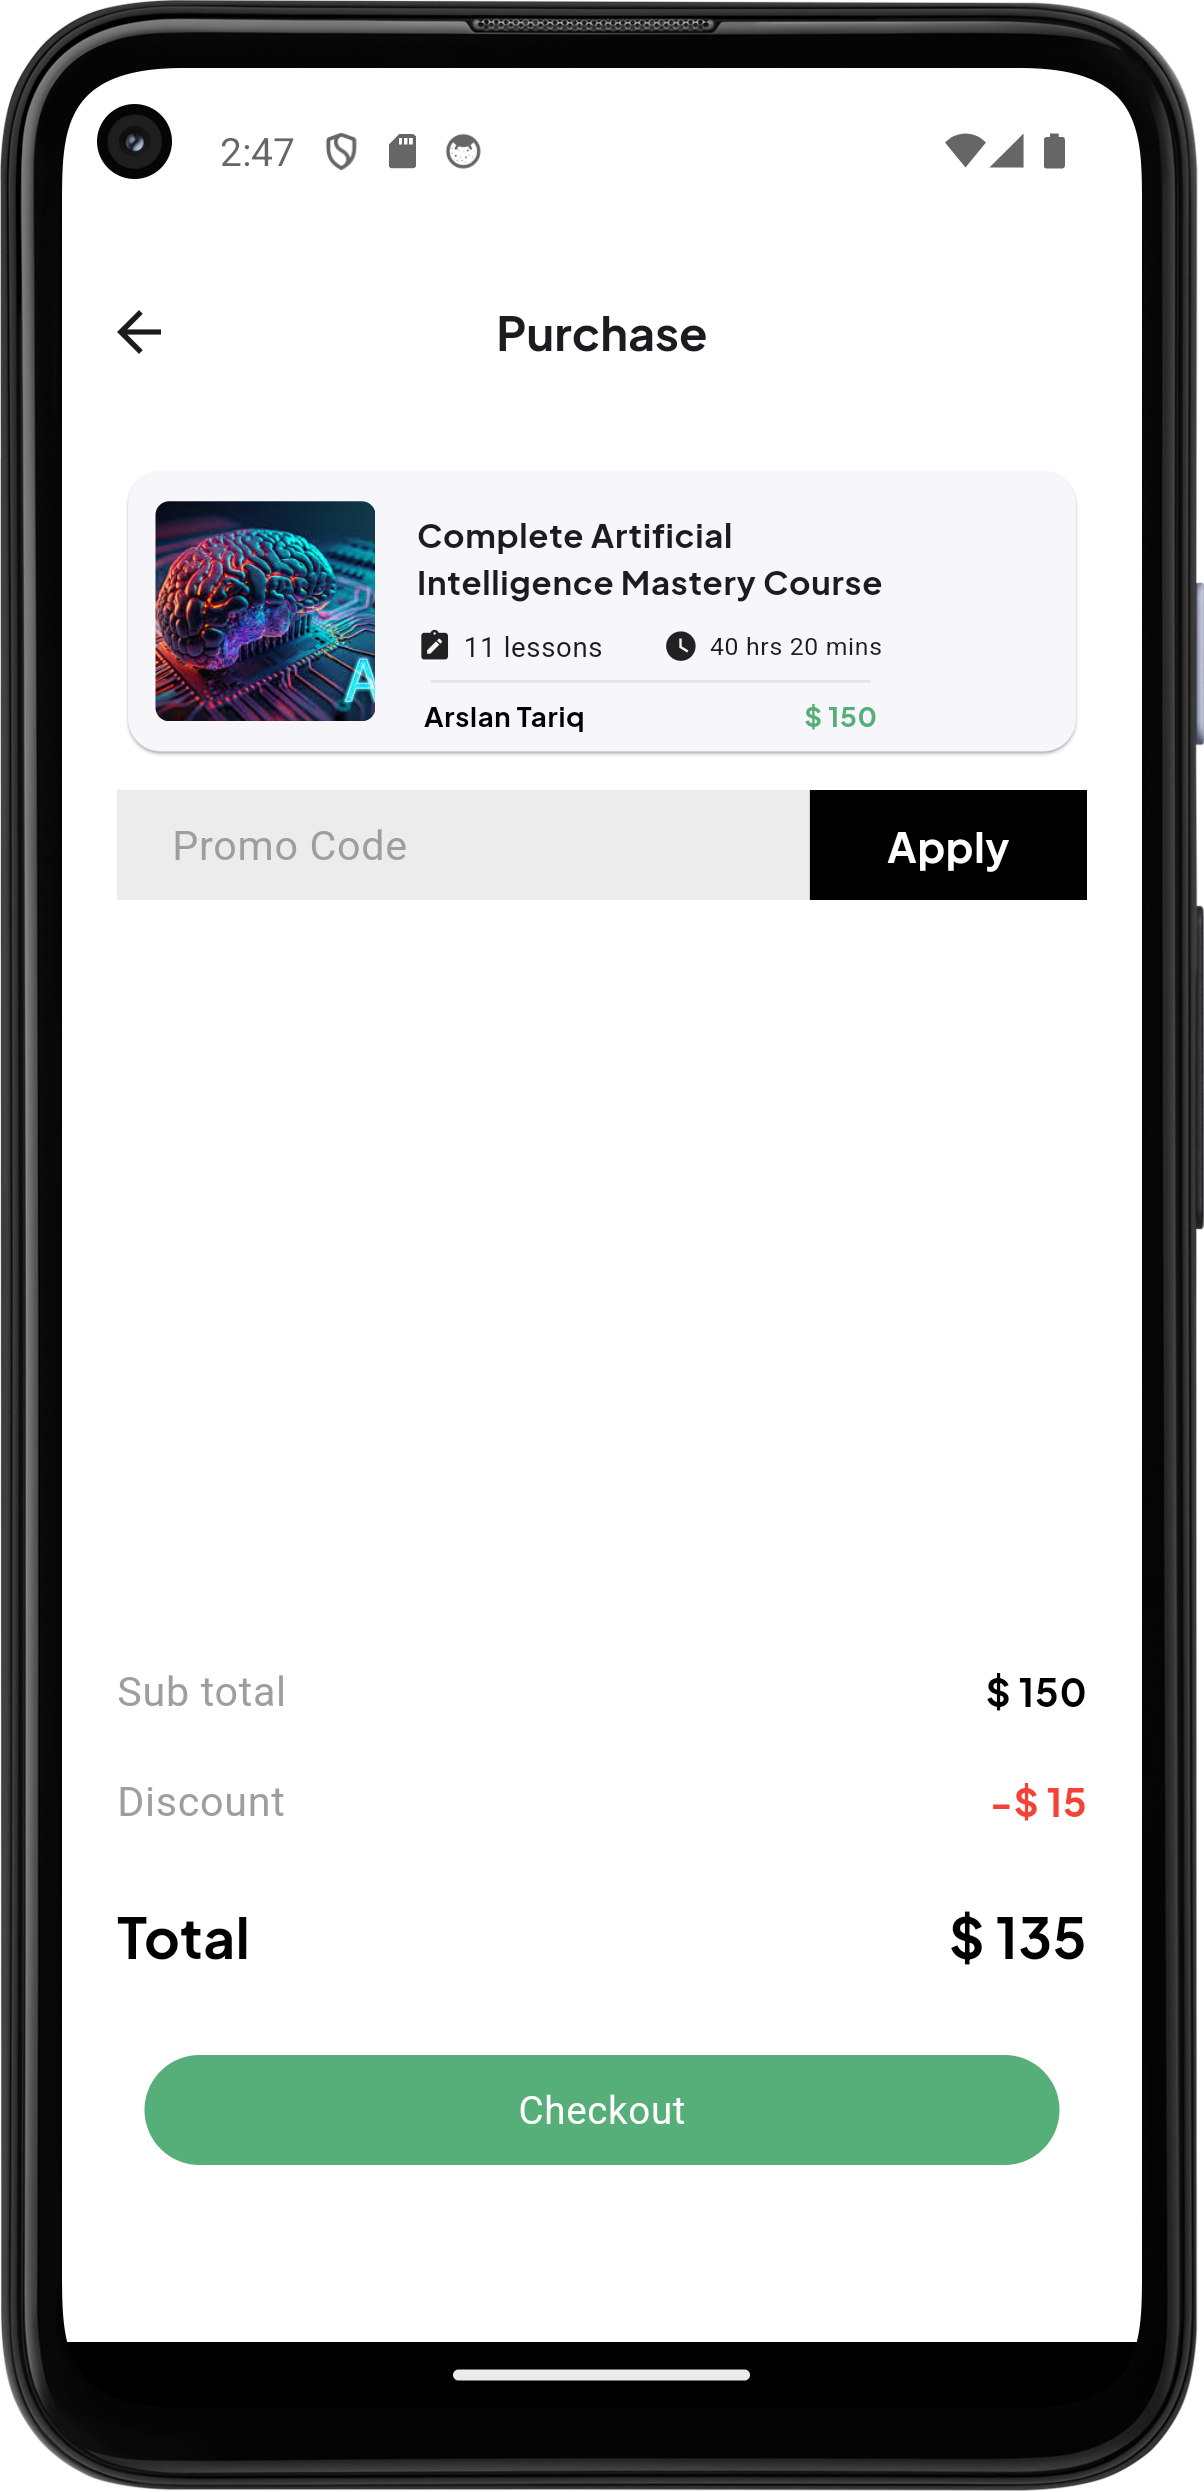 2:47
Purchase
Complete Artificial
Intelligence Mastery Course
11 lessons 40 hrs 20 mins
Arslan Tariq $ 150
Promo Code Apply
Sub total $ 150
Discount -$ 15
Total $ 135
Checkout